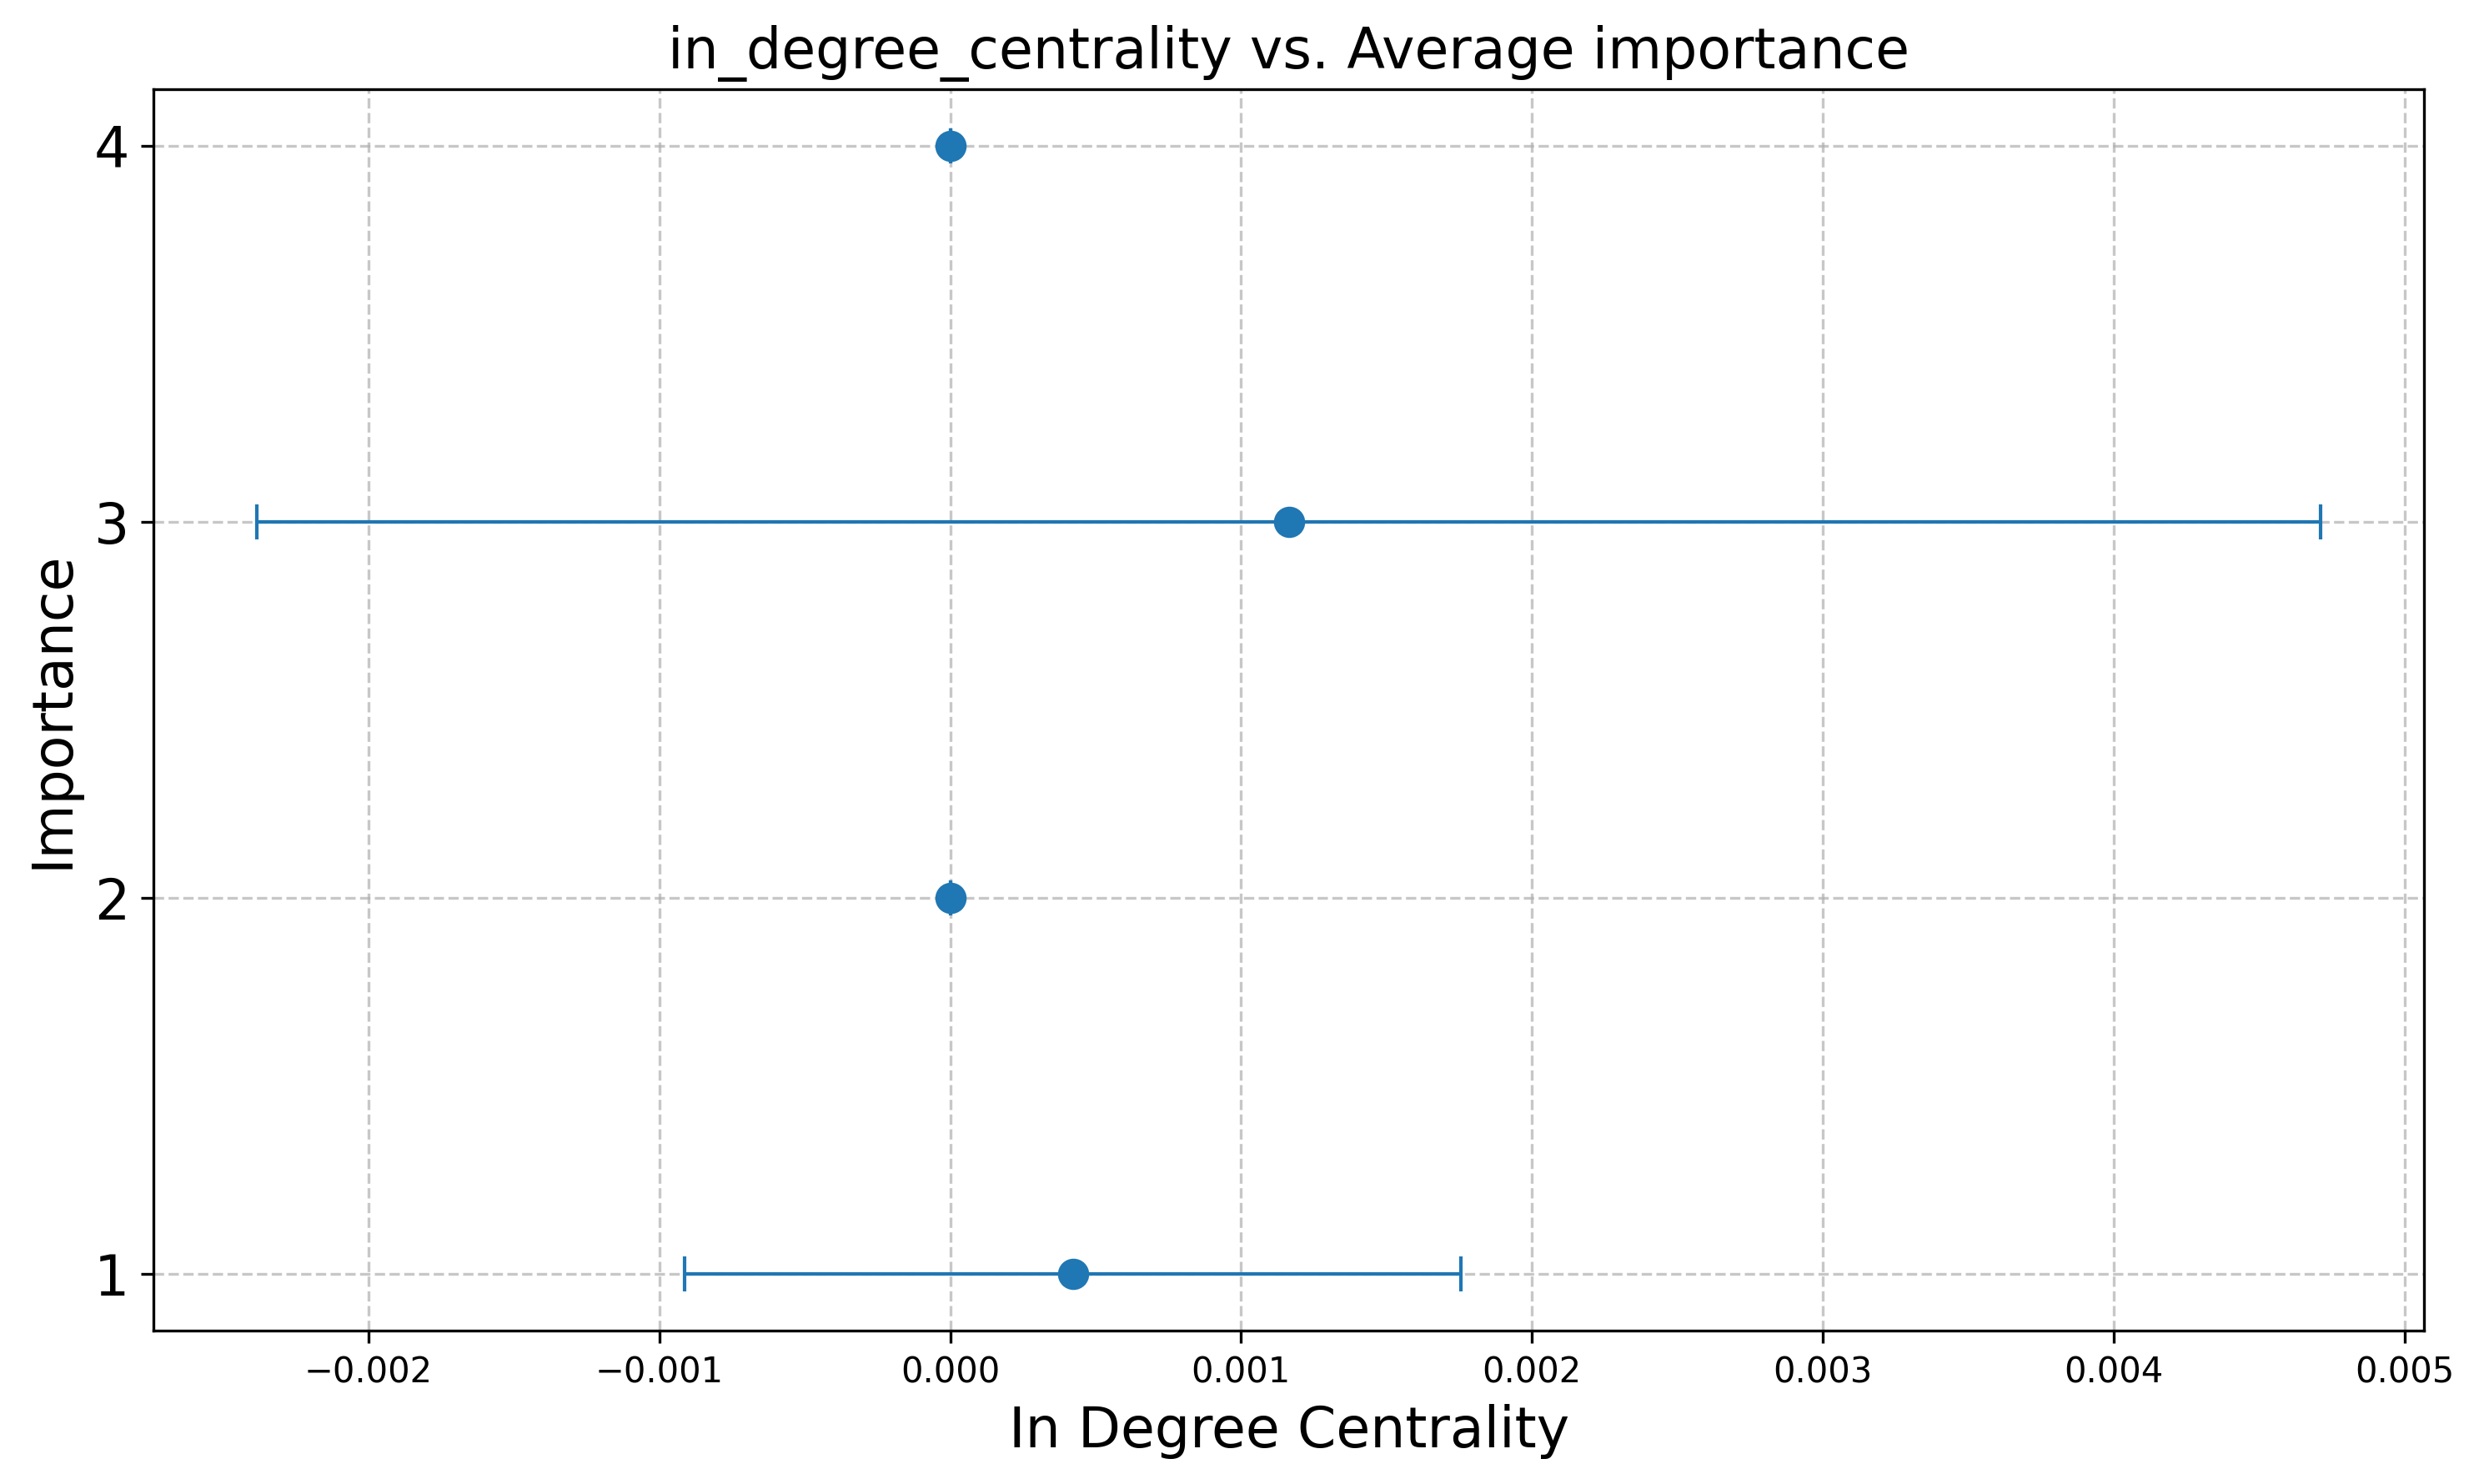 in_degree_centrality vs. Average importance
4
3
2
1
Importance
−0.002 −0.001 0.000 0.001 0.002 0.003 0.004 0.005
In Degree Centrality